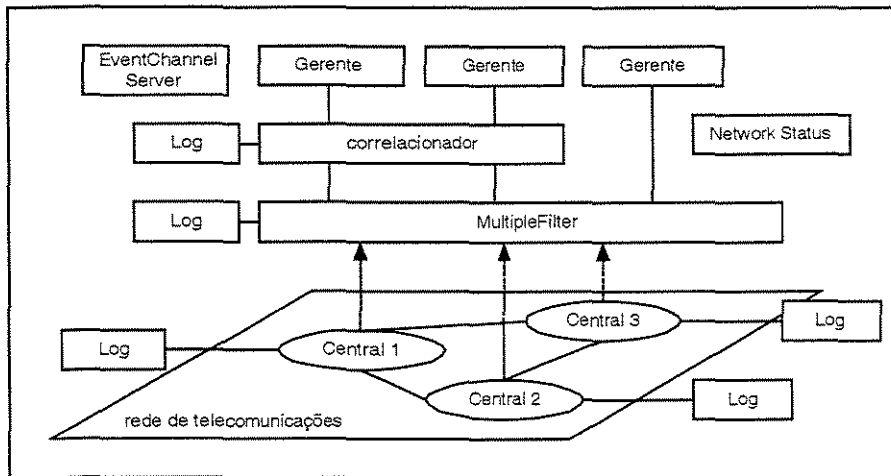 EventChannel
Server
Gerente
Gerente
Gerente
Log
correlacionador
Network Status
Log
MultipleFilter
Central 3
Log
Log
Central 1
Central 2
Log
rede de telecomunicações